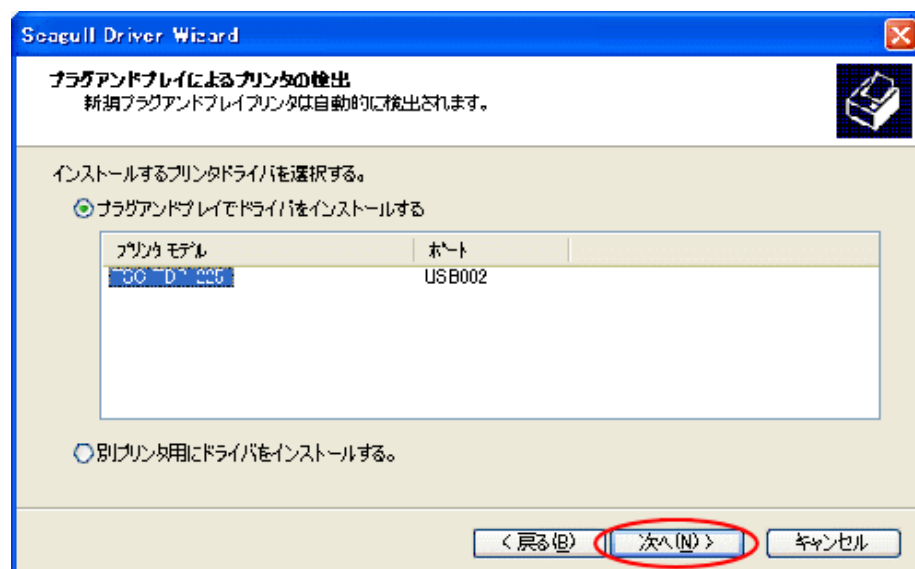 Seagull Driver Wizard
プラグアンドプレイによるプリンタの検出
新規プラグアンドプレイプリンタは自動的に検出されます。
インストールするプリンタドライバを選択する。
プラグアンドプレイでドライバをインストールする
プリンタ モデル ポート
USB002
別プリンタ用にドライバをインストールする。
< 戻る(B) 次へ(N) > キャンセル